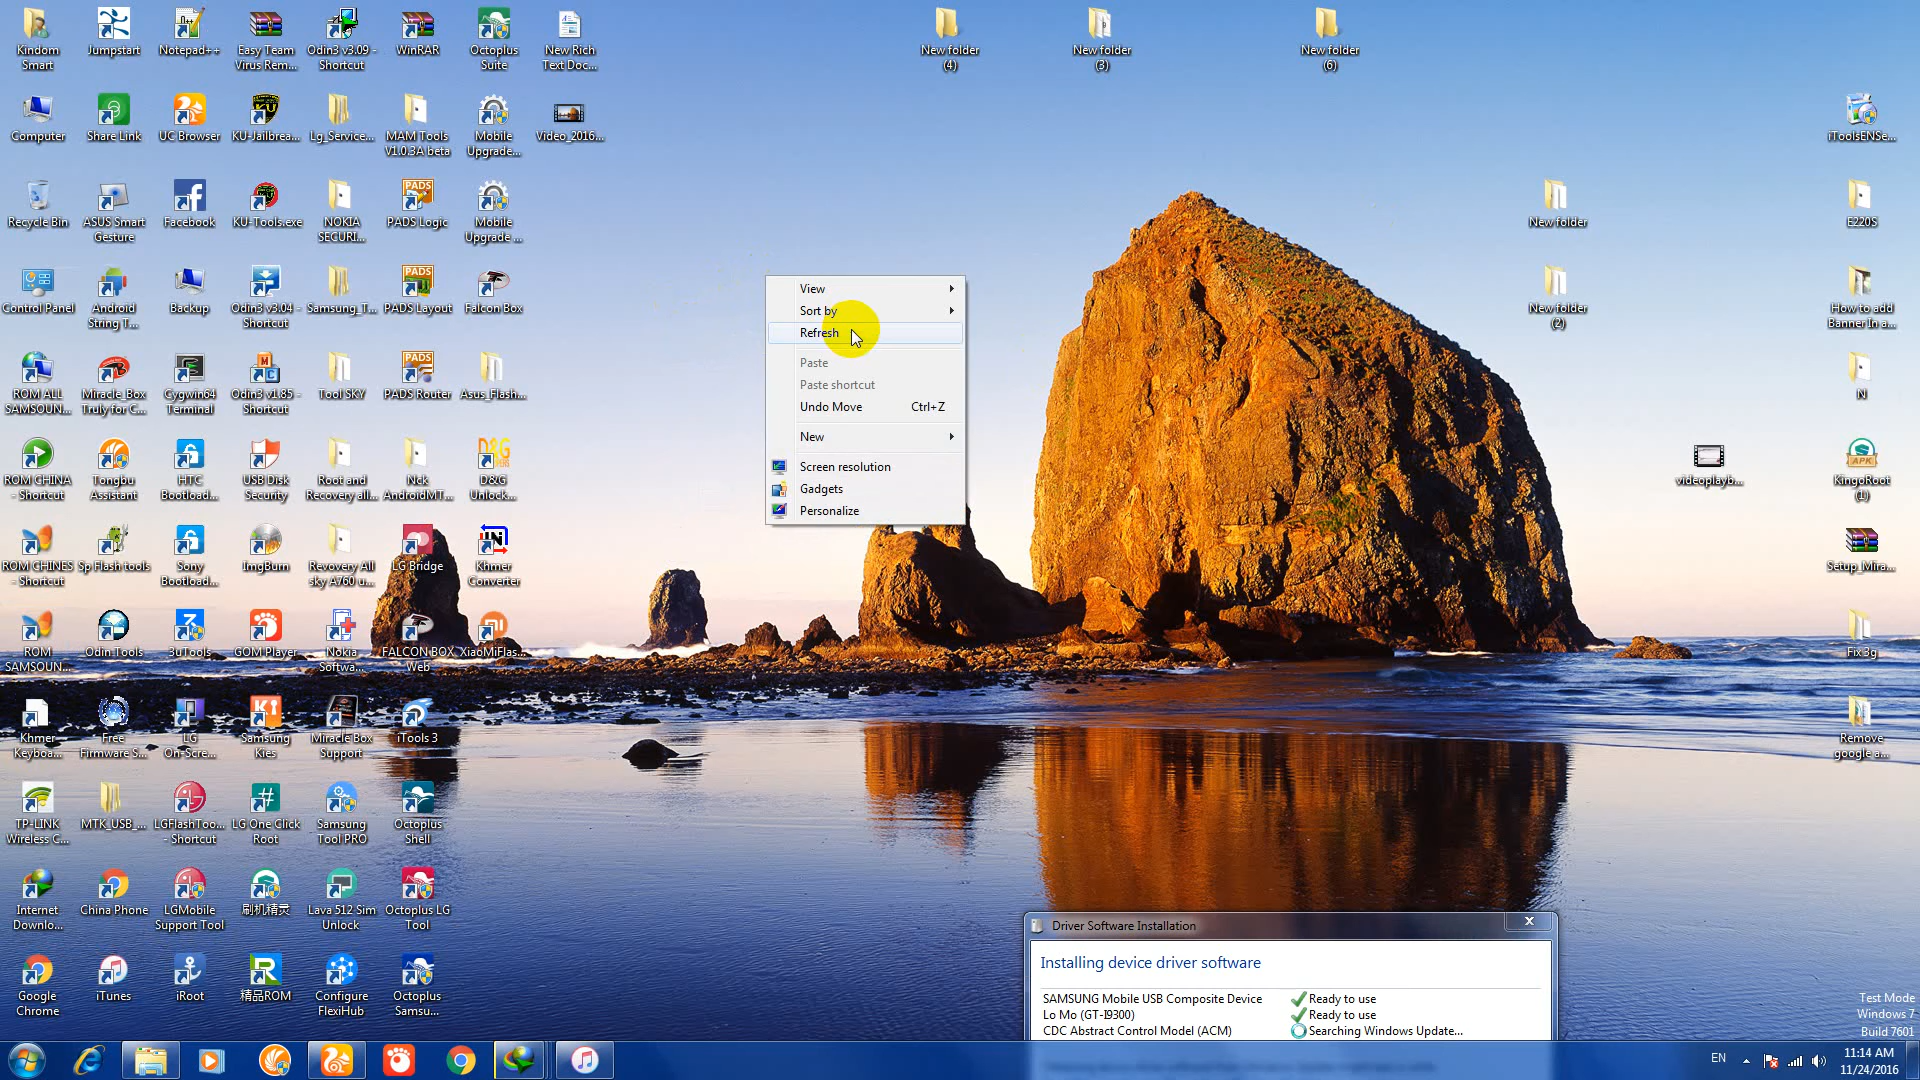 Kindom
Smart
Jumpstart
Notepad++
Easy Team
Virus Rem...
Odin3 v3.09 -
Shortcut
WinRAR
Octoplus
Suite
New Rich
Text Doc...
New folder
(4)
New folder
(3)
New folder
(6)
Computer
Share Link
UC Browser
KU-Jailbrea...
Lg_Service...
MAM Tools
V1.0.3A beta
Mobile
Upgrade...
Video_2016...
iToolsENSe...
Recycle Bin
ASUS Smart
Gesture
Facebook
KU-Tools.exe
NOKIA
SECURI...
PADS
PADS Logic
Mobile
Upgrade ...
New folder
E220S
Control Panel
Android
String T...
Backup
Odin3 v3.04 -
Shortcut
Samsung_T...
PADS
PADS Layout
Falcon Box
New folder
(2)
How to add
Banner In a...
View
Sort by
Refresh
Paste
Paste shortcut
Undo Move Ctrl+Z
New
Screen resolution
Gadgets
Personalize
ROM ALL
SAMSOUN...
Miracle_Box
Truly for C...
Cygwin64
Terminal
Odin3 v1.85 -
Shortcut
Tool SKY
PADS
PADS Router
Asus_Flash...
N
ROM CHINA
- Shortcut
Tongbu
Assistant
HTC
Bootload...
USB Disk
Security
Root and
Recovery all...
Nck
AndroidMT...
D&G
Unlock...
videoplayb...
APK
KingoRoot
(1)
ROM CHINES
- Shortcut
Sp Flash tools
Sony
Bootload...
ImgBurn
Revovery All
sky A760 u...
LG Bridge
Khmer
Converter
Setup_Mira...
ROM
SAMSOUN...
Odin Tools
3uTools
GOM Player
Nokia
Softwa...
FALCON BOX
Web
XiaoMiFlas...
Fix 3g
Khmer
Keyboa...
Free
Firmware S...
LG
On-Scre...
Samsung
Kies
Miracle Box
Support
iTools 3
Remove
google a...
TP-LINK
Wireless C...
MTK_USB_...
LGFlashToo...
- Shortcut
LG One Click
Root
Samsung
Tool PRO
Octoplus
Shell
Internet
Downlo...
China Phone
LGMobile
Support Tool
刷机精灵
Lava 512 Sim
Unlock
Octoplus LG
Tool
Google
Chrome
iTunes
iRoot
精品ROM
Configure
FlexiHub
Octoplus
Samsu...
Driver Software Installation
Installing device driver software
SAMSUNG Mobile USB Composite Device Ready to use
Lo Mo (GT-I9300) Ready to use
CDC Abstract Control Model (ACM) Searching Windows Update...
Test Mode
Windows 7
Build 7601
EN
11:14 AM
11/24/2016